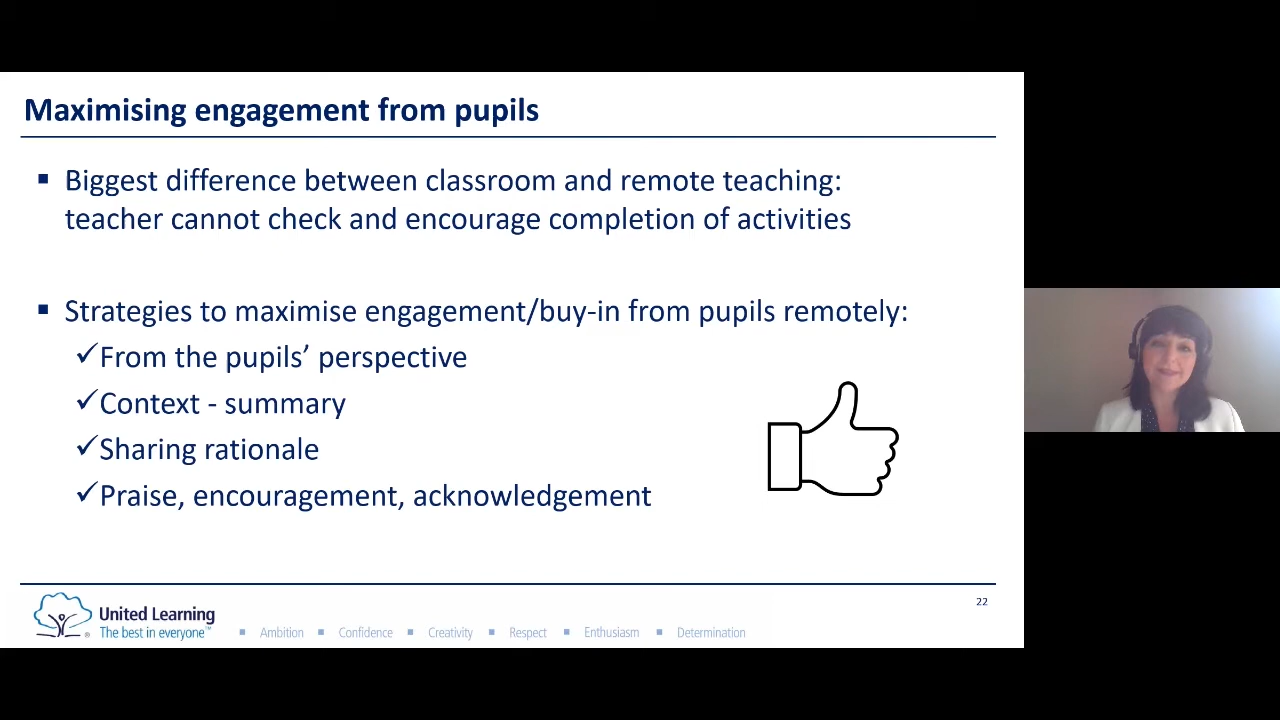 Maximising engagement from pupils
▪ Biggest difference between classroom and remote teaching:
teacher cannot check and encourage completion of activities
▪ Strategies to maximise engagement/buy-in from pupils remotely:
✓From the pupils’ perspective
✓Context - summary
✓Sharing rationale
✓Praise, encouragement, acknowledgement
22
United Learning
The best in everyone™
®
▪ Ambition ▪ Confidence ▪ Creativity ▪ Respect ▪ Enthusiasm ▪ Determination